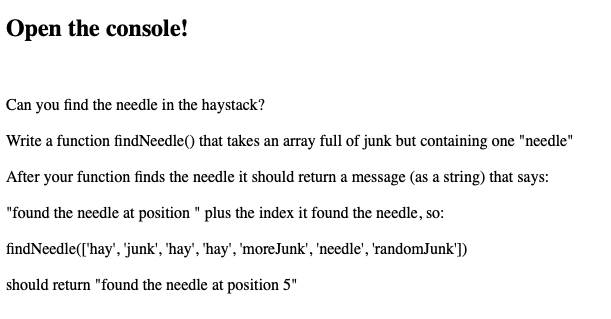 Open the console!
Can you find the needle in the haystack?
Write a function findNeedle() that takes an array full of junk but containing one "needle"
After your function finds the needle it should return a message (as a string) that says:
"found the needle at position " plus the index it found the needle, so:
findNeedle(['hay', 'junk', 'hay', 'hay', 'moreJunk', 'needle', 'randomJunk'])
should return "found the needle at position 5"